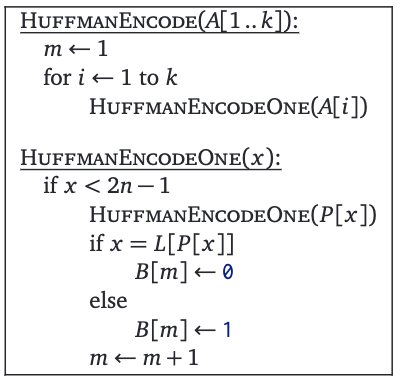 HuffmanEncode(A[1..k]):
m ← 1
for i ← 1 to k
HuffmanEncodeOne(A[i])
HuffmanEncodeOne(x):
if x < 2n − 1
HuffmanEncodeOne(P[x])
if x = L[P[x]]
B[m] ← 0
else
B[m] ← 1
m ← m + 1